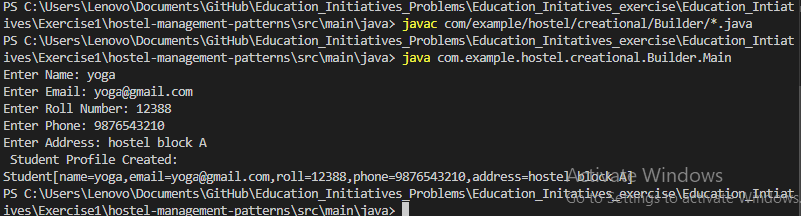 PS C:\Users\Lenovo\Documents\GitHub\Education_Initiatives_Problems\Education_Initiatives_exercise\Education_Intiat
ives\Exercise1\hostel-management-patterns\src\main\java> javac com/example/hostel/creational/Builder/*.java
PS C:\Users\Lenovo\Documents\GitHub\Education_Initiatives_Problems\Education_Initiatives_exercise\Education_Intiat
ives\Exercise1\hostel-management-patterns\src\main\java> java com.example.hostel.creational.Builder.Main
Enter Name: yoga
Enter Email: yoga@gmail.com
Enter Roll Number: 12388
Enter Phone: 9876543210
Enter Address: hostel block A
Student Profile Created:
Student[name=yoga,email=yoga@gmail.com,roll=12388,phone=9876543210,address=hostel block A]
Activate Windows
PS C:\Users\Lenovo\Documents\GitHub\Education_Initiatives_Problems\Education_Initiatives_exercise\Education_Intiat
Go to Settings to activate Windows.
ives\Exercise1\hostel-management-patterns\src\main\java>